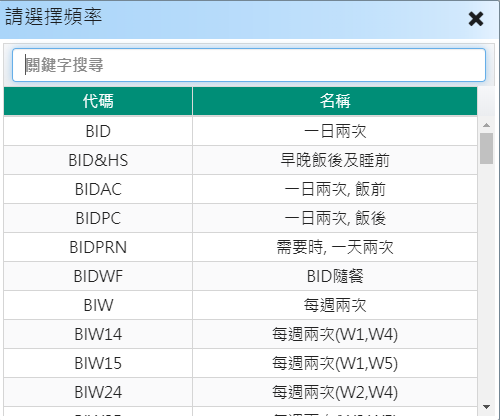 請選擇頻率
關鍵字搜尋
代碼 名稱
BID 一日兩次
BID&HS 早晚飯後及睡前
BIDAC 一日兩次, 飯前
BIDPC 一日兩次, 飯後
BIDPRN 需要時, 一天兩次
BIDWF BID隨餐
BIW 每週兩次
BIW14 每週兩次(W1,W4)
BIW15 每週兩次(W1,W5)
BIW24 每週兩次(W2,W4)